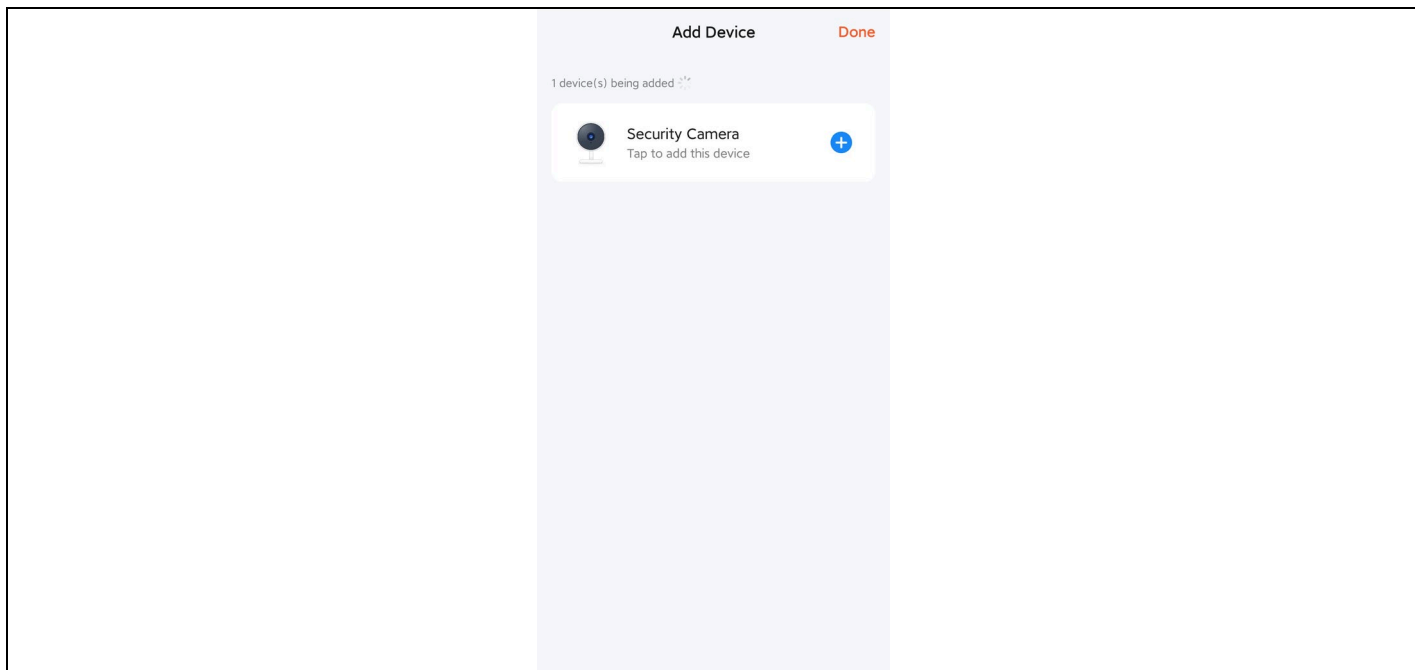 Add Device
Done
1 device(s) being added
Security Camera
Tap to add this device